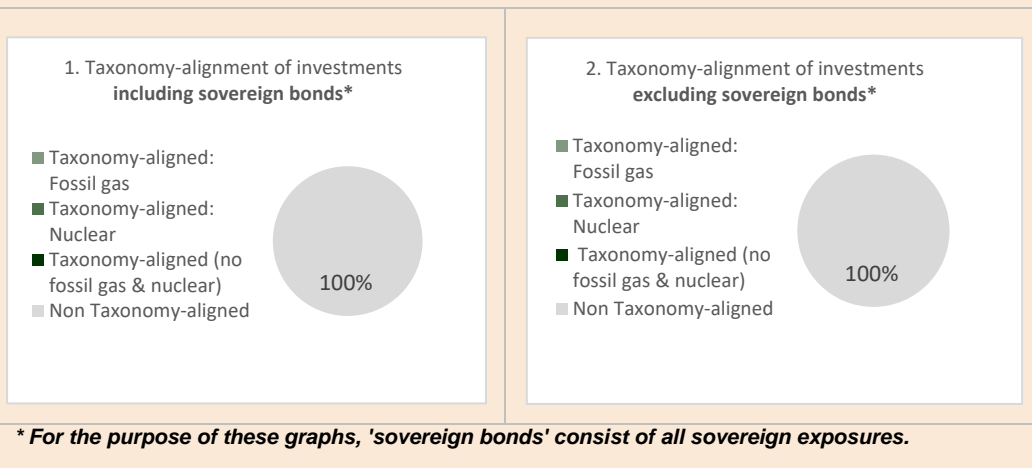 1. Taxonomy-alignment of investments
including sovereign bonds*
Taxonomy-aligned:
Fossil gas
Taxonomy-aligned:
Nuclear
Taxonomy-aligned (no
fossil gas & nuclear)
Non Taxonomy-aligned
100%
2. Taxonomy-alignment of investments
excluding sovereign bonds*
Taxonomy-aligned:
Fossil gas
Taxonomy-aligned:
Nuclear
Taxonomy-aligned (no
fossil gas & nuclear)
Non Taxonomy-aligned
100%
* For the purpose of these graphs, 'sovereign bonds' consist of all sovereign exposures.